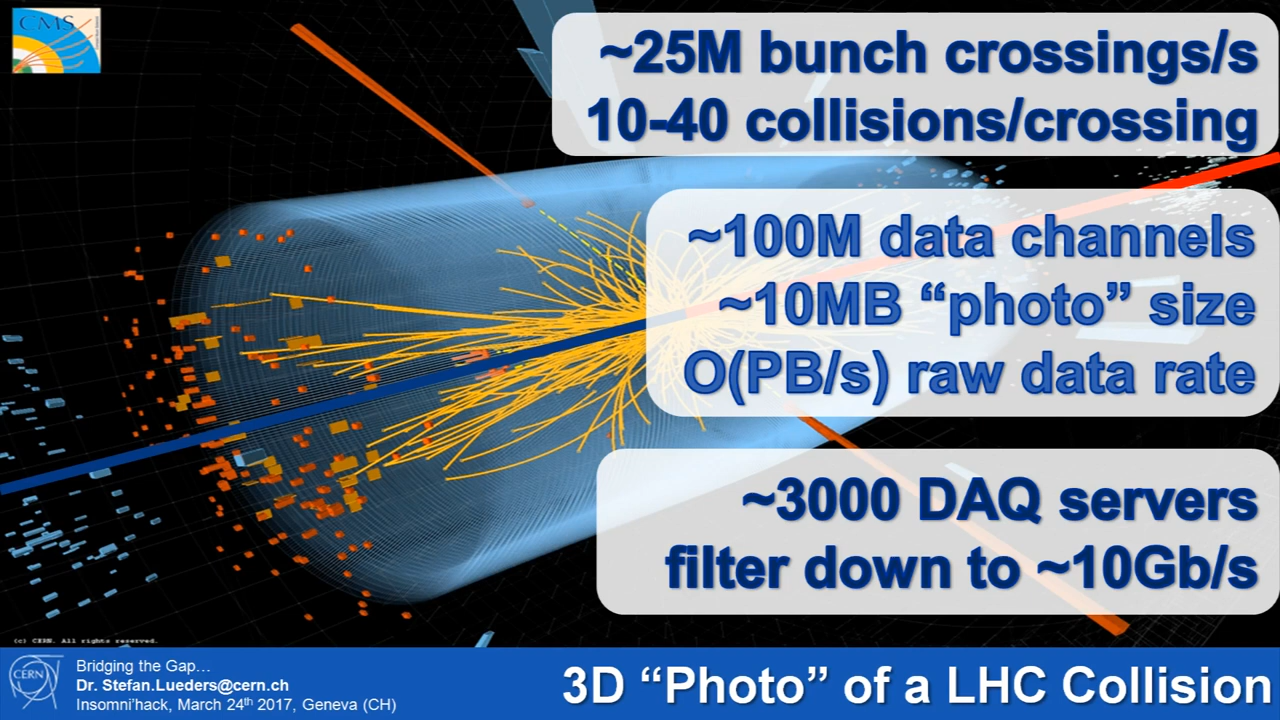 CMS
~25M bunch crossings/s
10-40 collisions/crossing
~100M data channels
~10MB “photo” size
O(PB/s) raw data rate
~3000 DAQ servers
filter down to ~10Gb/s
(c) CERN. All rights reserved.
CERN
Bridging the Gap…
Dr. Stefan.Lueders@cern.ch
Insomni’hack, March 24th 2017, Geneva (CH)
3D “Photo” of a LHC Collision